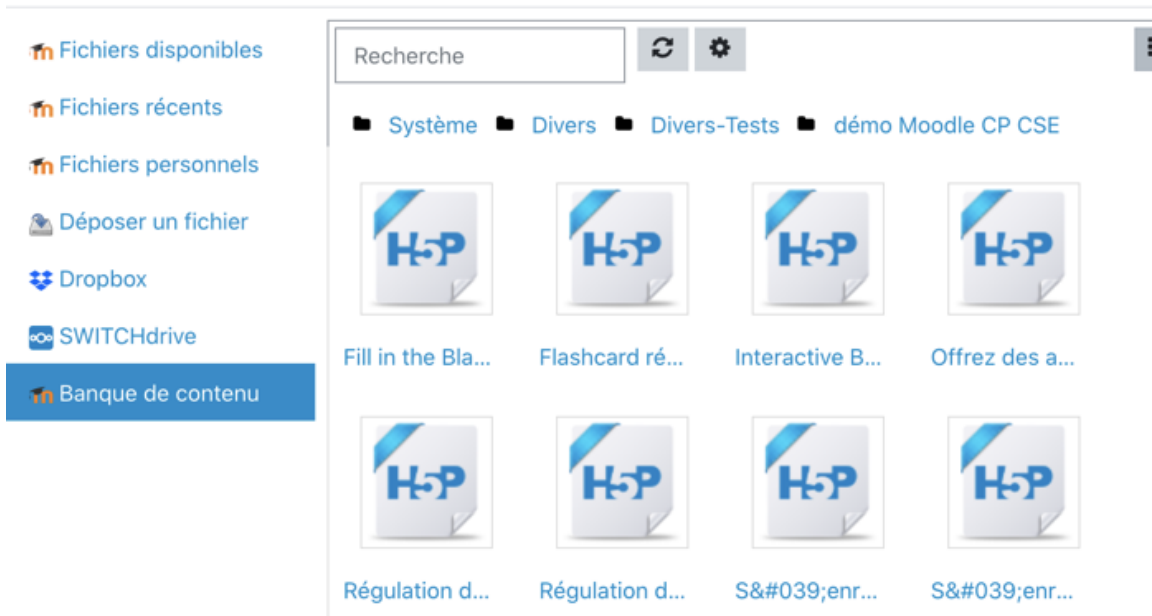 Fichiers disponibles
Fichiers récents
Fichiers personnels
Déposer un fichier
Dropbox
SWITCHdrive
Banque de contenu
Recherche
Système Divers Divers-Tests démo Moodle CP CSE
H5P H5P H5P H5P
Fill in the Bla... Flashcard ré... Interactive B... Offrez des a...
H5P H5P H5P H5P
Régulation d... Régulation d... S&#039;enr... S&#039;enr...